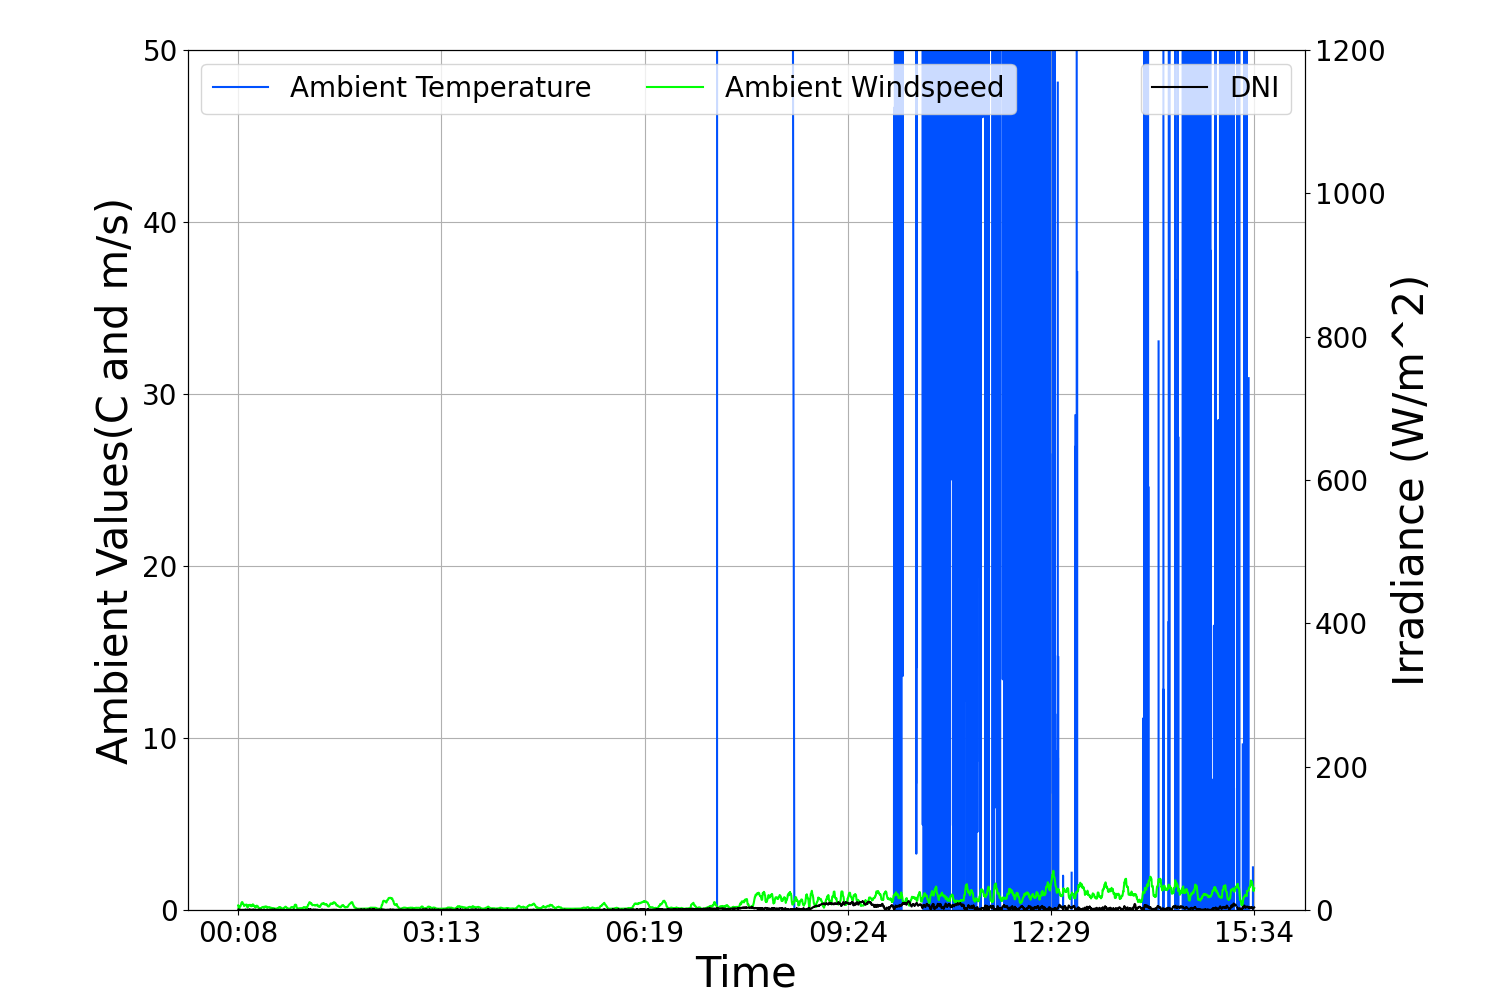 Ambient Temperature Ambient Windspeed DNI
50
40
30
20
10
0
Ambient Values(C and m/s)
1200
1000
800
600
400
200
0
Irradiance (W/m^2)
00:08 03:13 06:19 09:24 12:29 15:34
Time